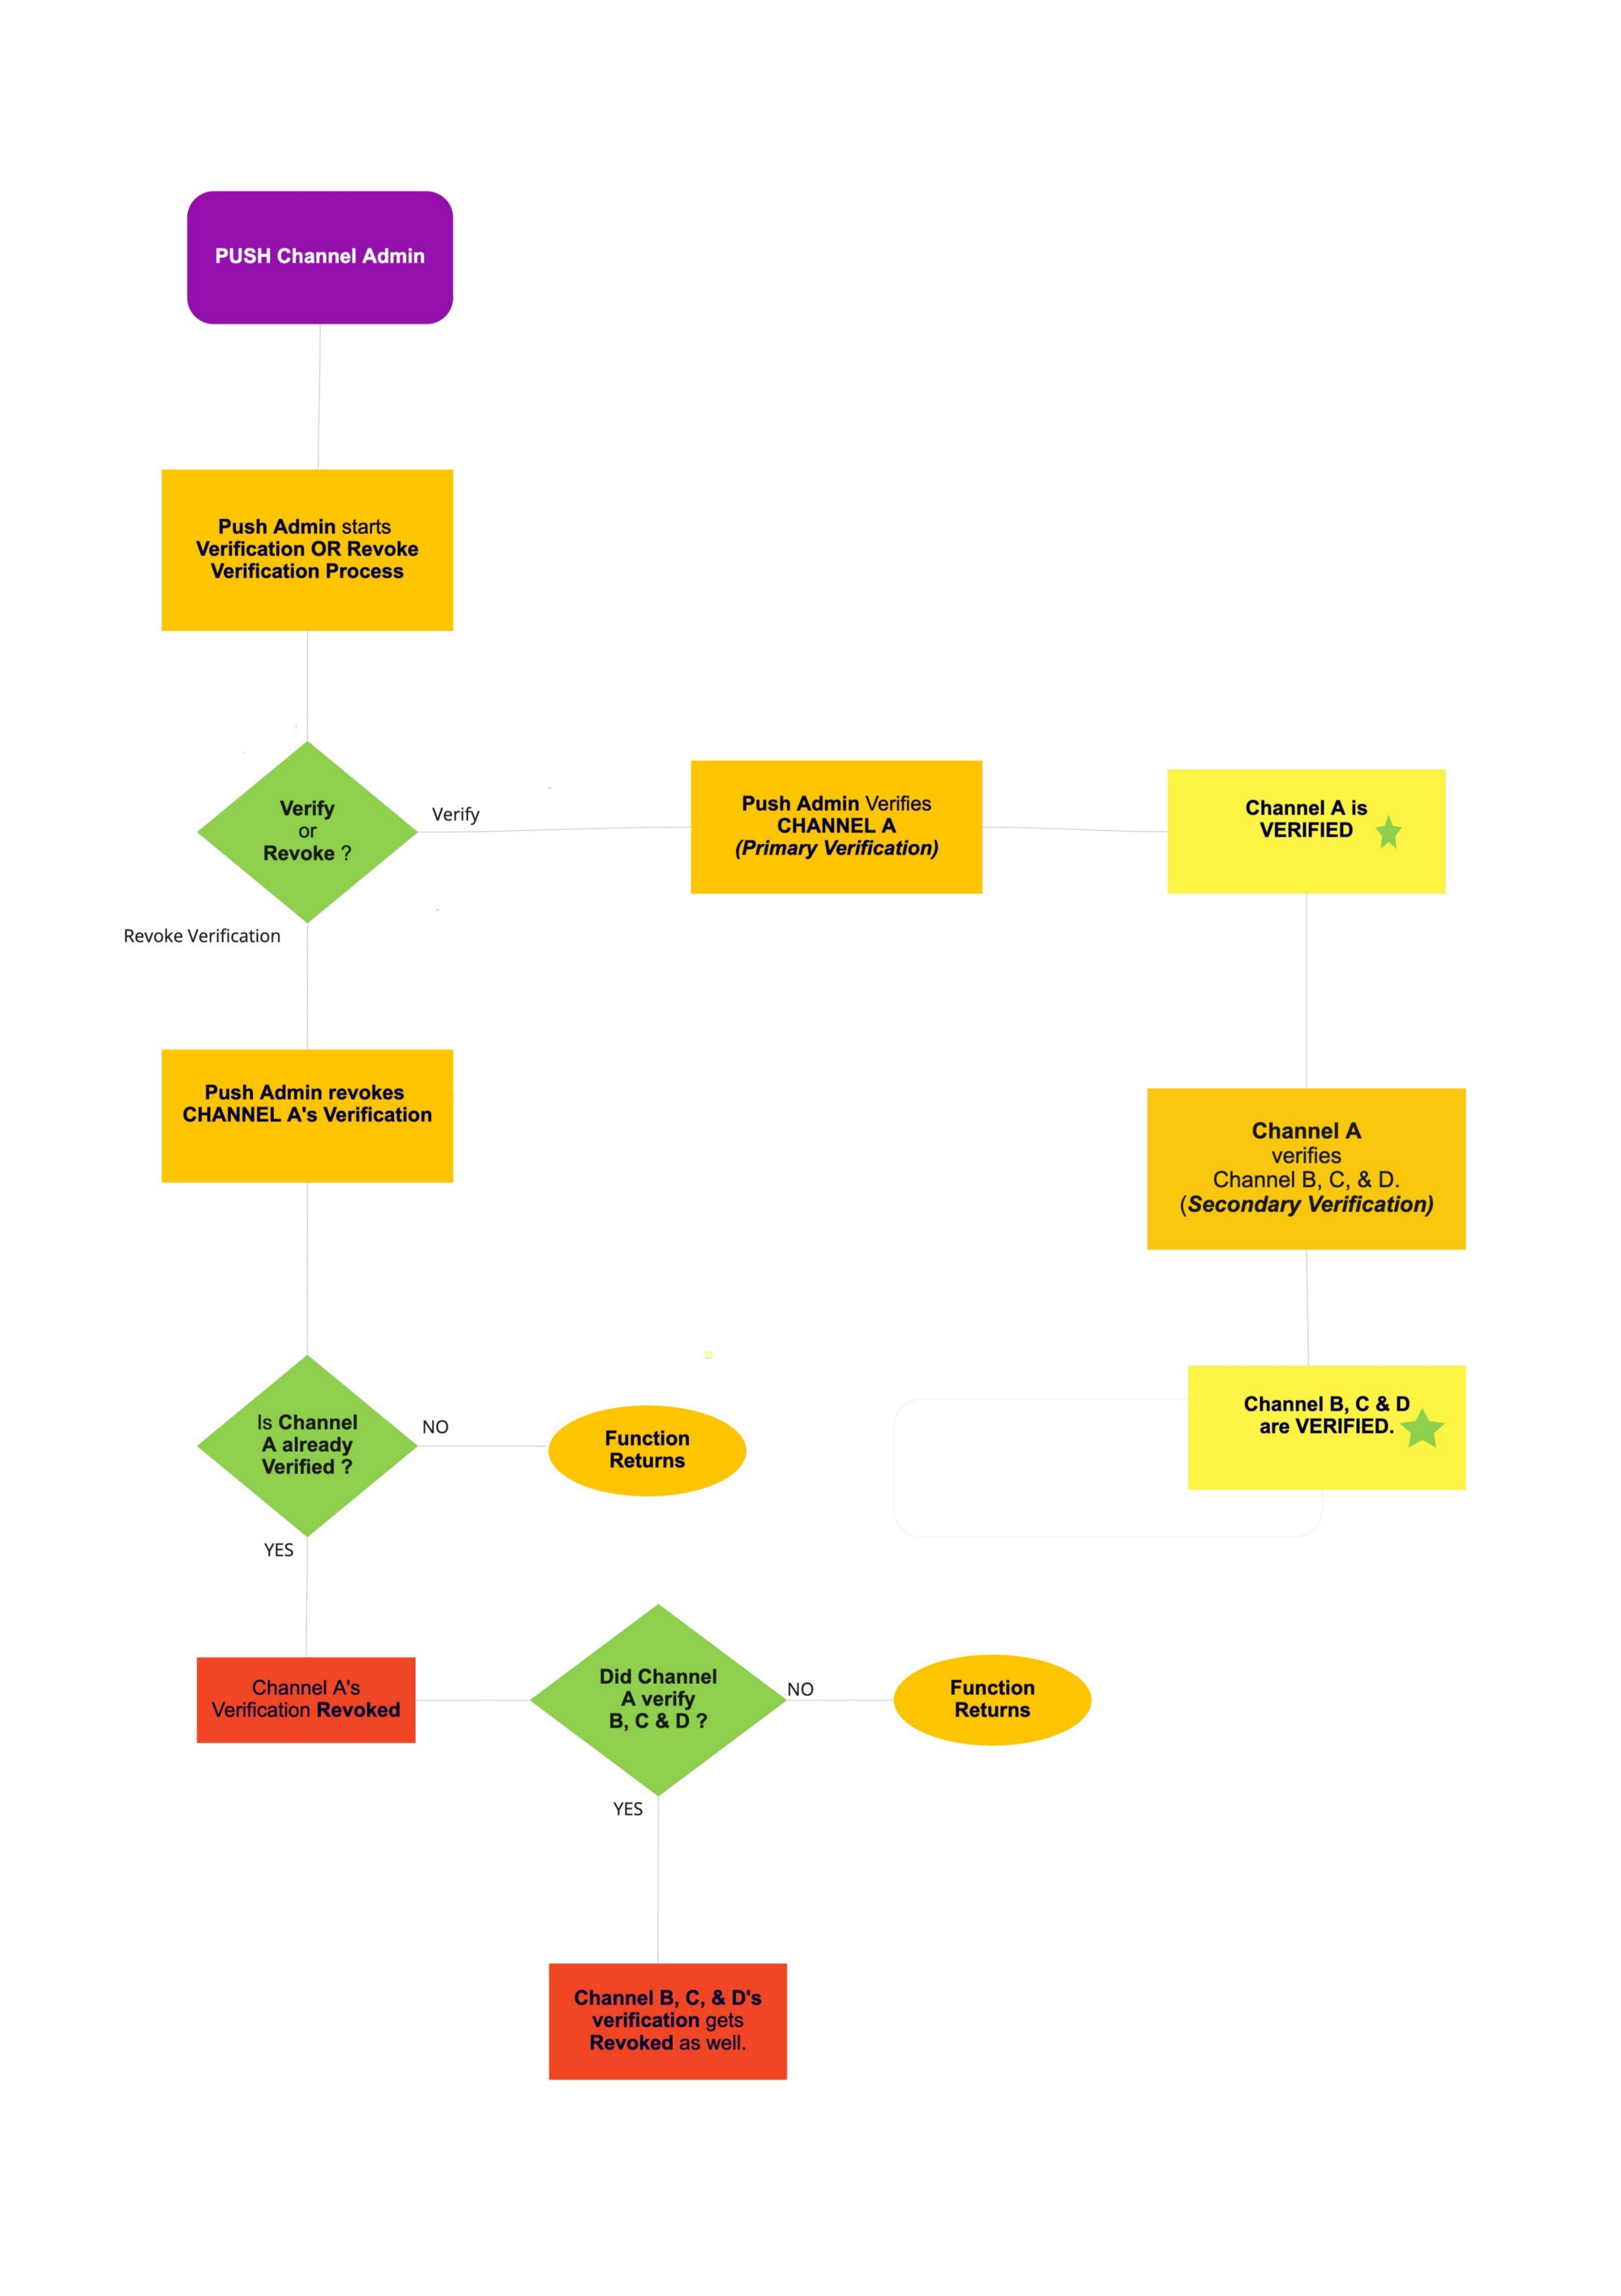 PUSH Channel Admin
Push Admin starts
Verification OR Revoke
Verification Process
Verify
or
Revoke ?
Verify
Push Admin Verifies
CHANNEL A
(Primary Verification)
Channel A is
VERIFIED
Revoke Verification
Push Admin revokes
CHANNEL A's Verification
Channel A
verifies
Channel B, C, & D.
(Secondary Verification)
Is Channel
A already
Verified ?
NO
Function
Returns
Channel B, C & D
are VERIFIED.
YES
Channel A's
Verification Revoked
Did Channel
A verify
B, C & D ?
NO
Function
Returns
YES
Channel B, C, & D's
verification gets
Revoked as well.